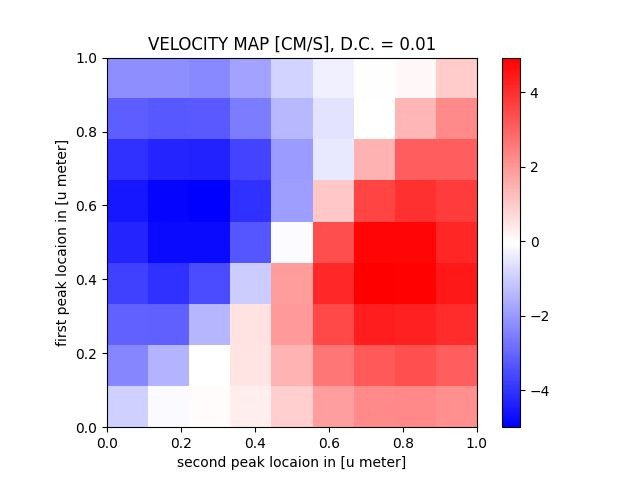 VELOCITY MAP [CM/S], D.C. = 0.01
1.0
0.8
0.6
0.4
0.2
0.0
first peak locaion in [u meter]
0.0 0.2 0.4 0.6 0.8 1.0
second peak locaion in [u meter]
4
2
0
−2
−4